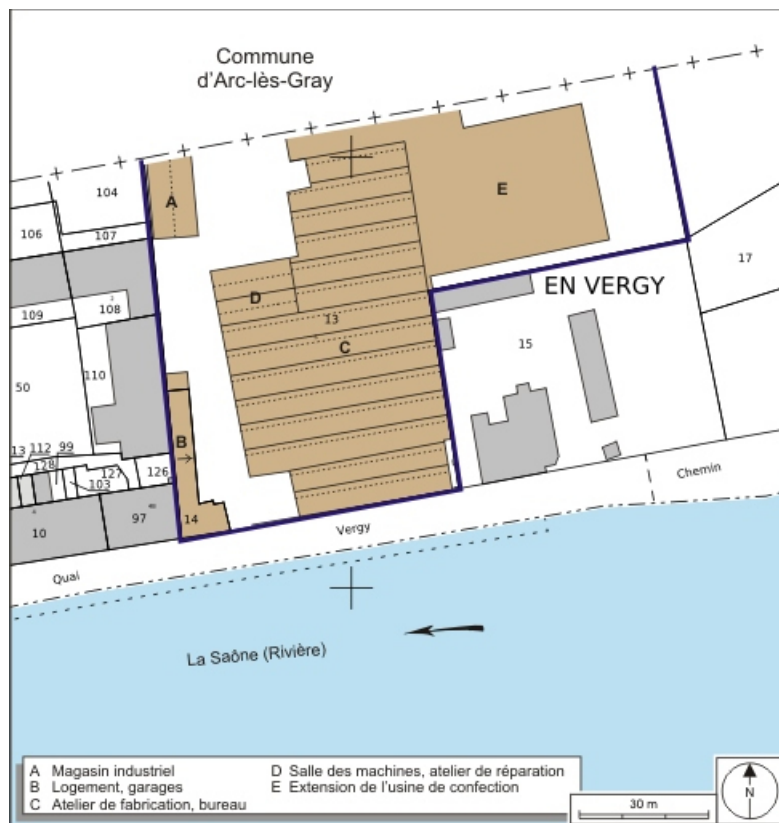 Commune
d'Arc-lès-Gray
104
A
106
107
E
17
D
EN VERGY
2
108
109
13
C
15
110
50
B
13 112 99
128
127
126
103
Chemin
4
10
97
14
Vergy
Quai
La Saône (Rivière)
A Magasin industriel
B Logement, garages
C Atelier de fabrication, bureau
D Salle des machines, atelier de réparation
E Extension de l'usine de confection
30 m
N